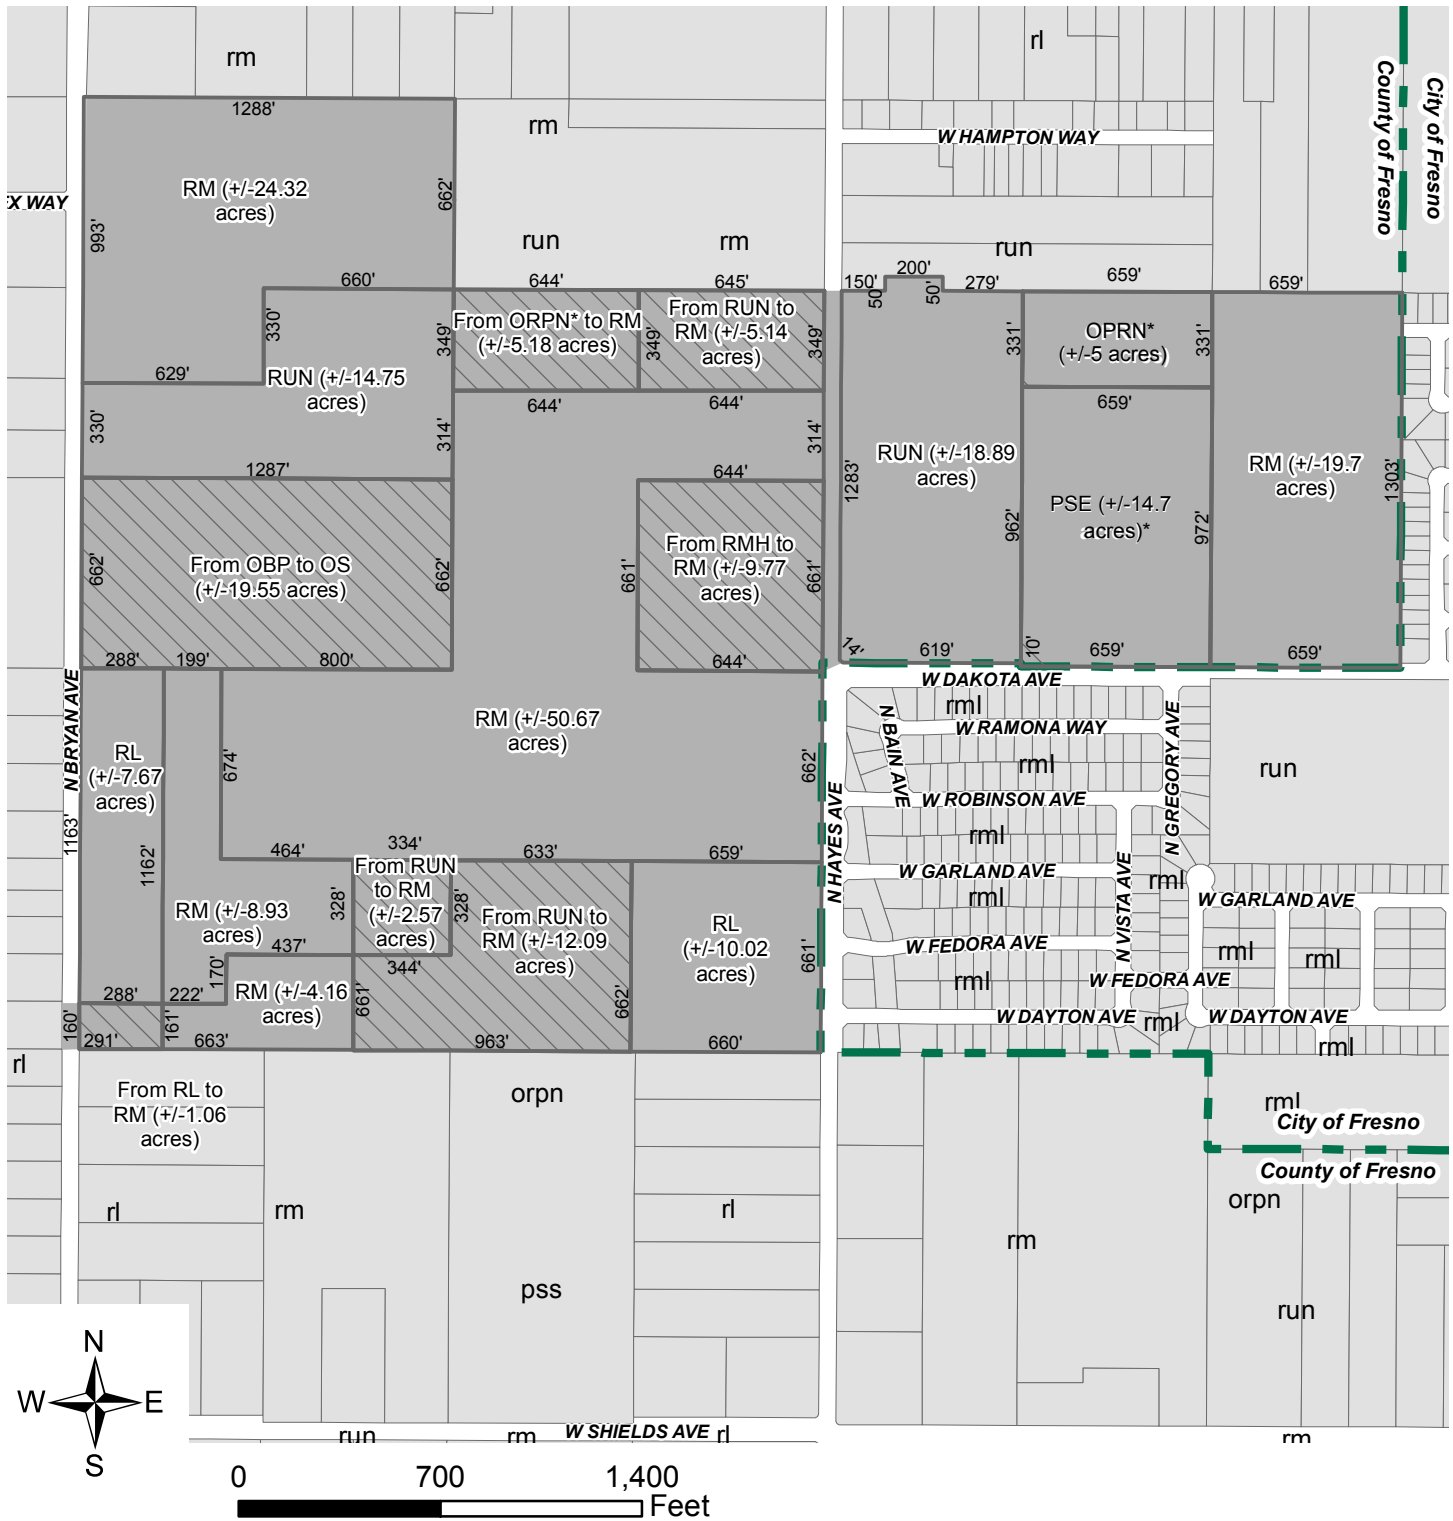 rm
rl
City of Fresno
County of Fresno
1288'
rm
W HAMPTON WAY
RM (+/-24.32
acres)
662'
EX WAY
993'
run
rm
run
660'
644'
645'
150'
200'
50'
50'
279'
659'
659'
330'
349'
From ORPN* to RM
(+/-5.18 acres)
349'
From RUN to
RM (+/-5.14
acres)
349'
331'
OPRN*
(+/-5 acres)
331'
629'
RUN (+/-14.75
acres)
644'
644'
659'
330'
314'
314'
1287'
644'
RUN (+/-18.89
acres)
RM (+/-19.7
acres)
1283'
1303'
PSE (+/-14.7
acres)*
962'
972'
662'
From OBP to OS
(+/-19.55 acres)
662'
661'
From RMH to
RM (+/-9.77
acres)
661'
288'
199'
800'
644'
14'
619'
10'
659'
659'
W DAKOTA AVE
N BRYAN AVE
rml
RM (+/-50.67
acres)
N BAIN AVE
W RAMONA WAY
N GREGORY AVE
RL
(+/-7.67
acres)
674'
662'
rml
run
W ROBINSON AVE
1163'
1162'
N HAYES AVE
rml
464'
334'
633'
659'
From RUN
to RM
(+/-2.57
acres)
W GARLAND AVE
rml
rml
N VISTA AVE
W GARLAND AVE
RM (+/-8.93
acres)
328'
328'
From RUN to
RM (+/-12.09
acres)
RL
(+/-10.02
acres)
437'
W FEDORA AVE
rml
rml
661'
344'
170'
rml
W FEDORA AVE
288'
222'
RM (+/-4.16
acres)
661'
662'
160'
161'
W DAYTON AVE
rml
W DAYTON AVE
291'
663'
963'
660'
rml
rl
From RL to
RM (+/-1.06
acres)
orpn
rml
City of Fresno
County of Fresno
rl
rm
rl
orpn
rm
pss
run
N
W
E
S
run
rm
W SHIELDS AVE
rl
rm
0
700
1,400
Feet